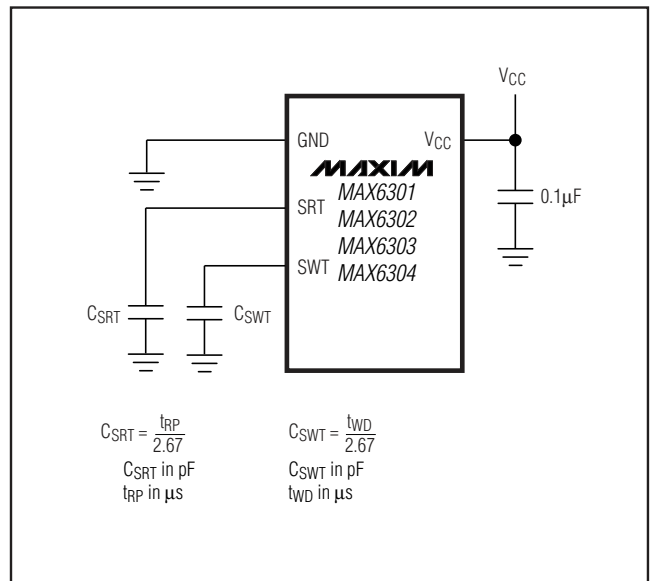 VCC
GND VCC
MAXIM
MAX6301
SRT MAX6302
MAX6303
SWT MAX6304
0.1μF
CSRT CSWT
CSRT = tRP/2.67 CSWT = tWD/2.67
CSRT in pF CSWT in pF
tRP in μs tWD in μs